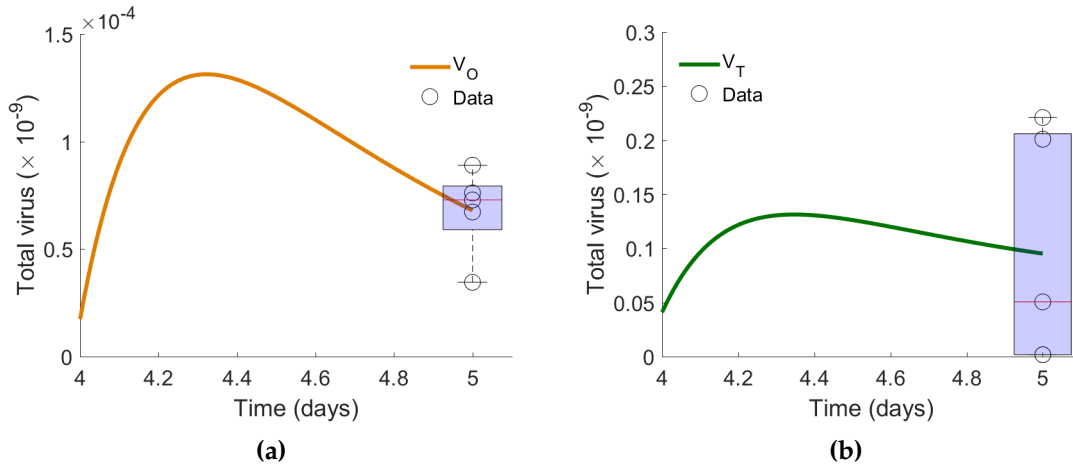 ×10^-4
1.5
1
0.5
0
Total virus (× 10^-9)
4
4.2
4.4
4.6
4.8
5
Time (days)
V_O
Data
(a)
0.3
0.25
0.2
0.15
0.1
0.05
0
Total virus (× 10^-9)
4
4.2
4.4
4.6
4.8
5
Time (days)
V_T
Data
(b)